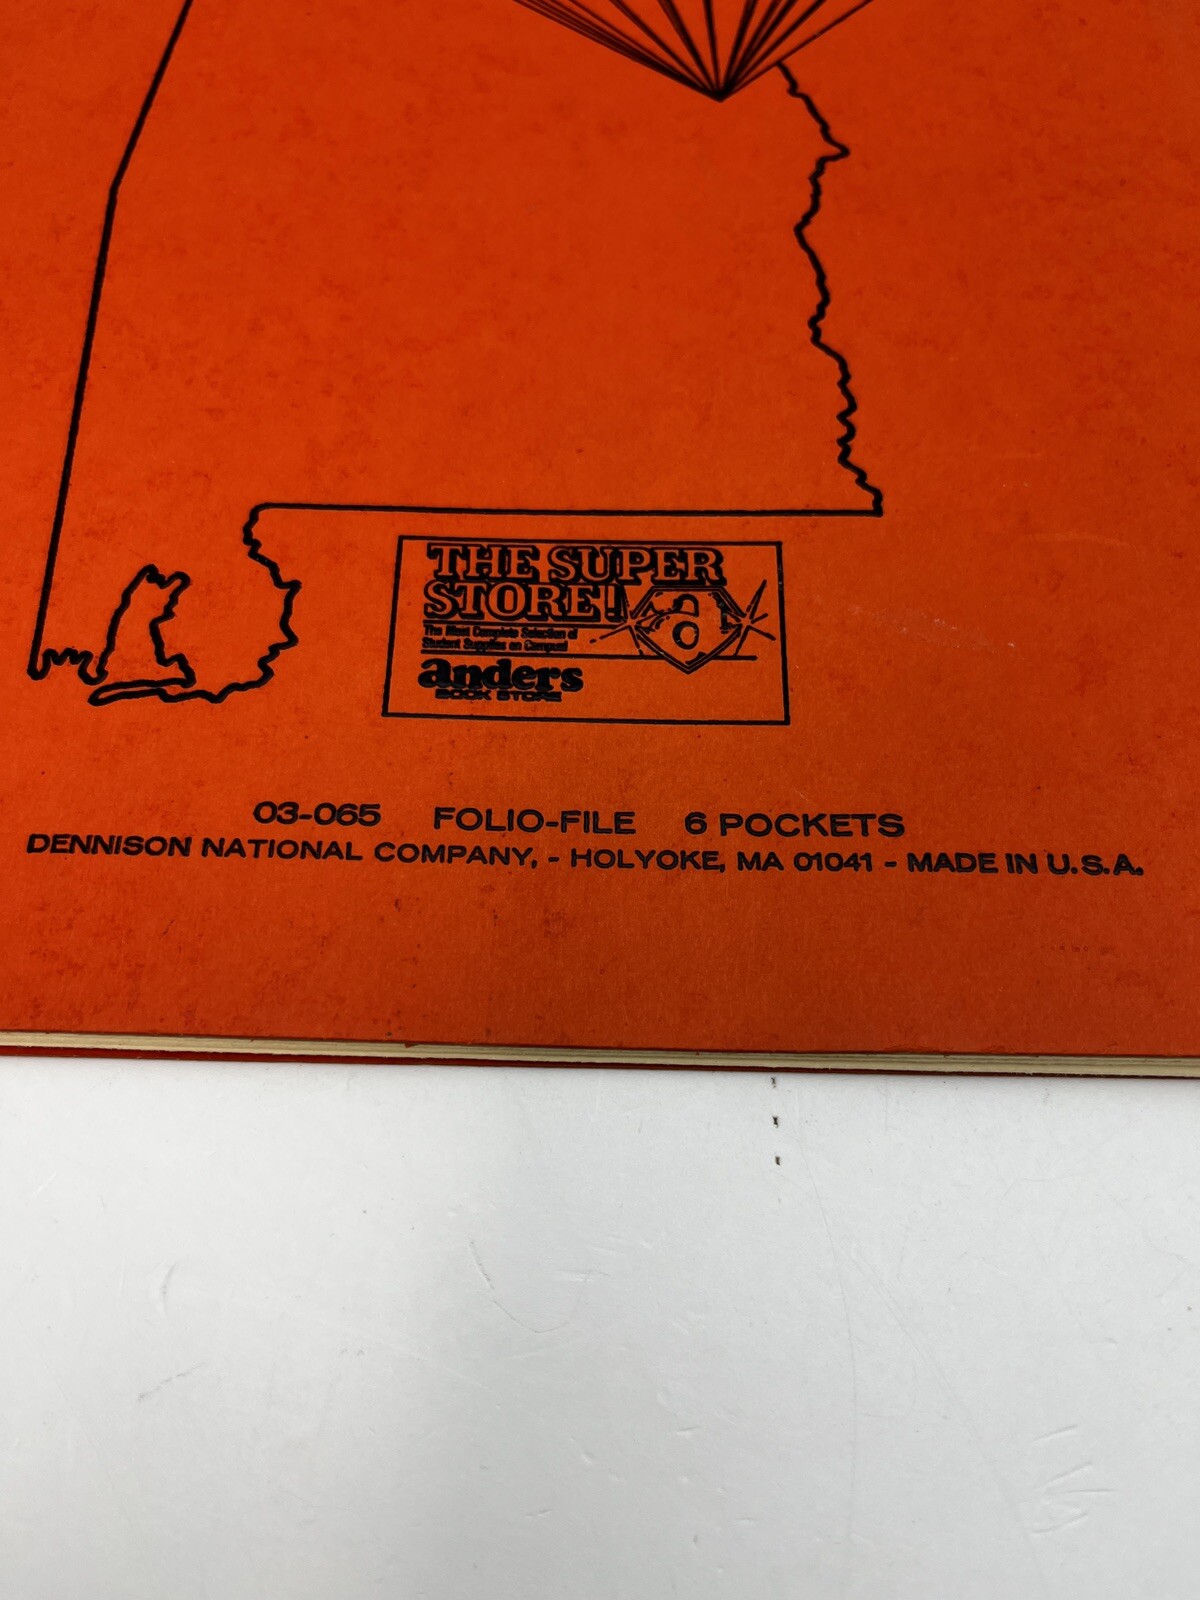 THE SUPER
STORE!
The Most Complete Selection of
Student Supplies on Campus!
anders
BOOK STORE
03-065 FOLIO-FILE 6 POCKETS
DENNISON NATIONAL COMPANY, - HOLYOKE, MA 01041 - MADE IN U.S.A.